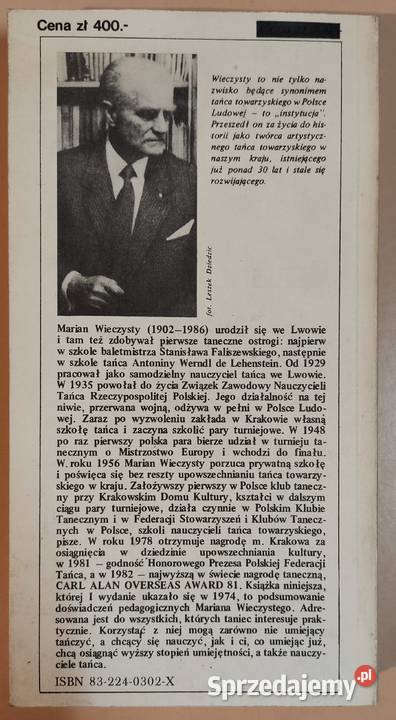 Cena zł 400.-
Wieczysty to nie tylko na-
zwisko będące synonimem
tańca towarzyskiego w Polsce
Ludowej – to „instytucja".
Przeszedł on za życia do his-
torii jako twórca artystycz-
nego tańca towarzyskiego w
naszym kraju, istniejącego
już ponad 30 lat i stale się
rozwijającego.
fot. Leszek Dziedzic
Marian Wieczysty (1902–1986) urodził się we Lwowie
i tam też zdobywał pierwsze taneczne ostrogi: najpierw
w szkole baletmistrza Stanisława Faliszewskiego, następnie
w szkole tańca Antoniny Werndl de Lehenstein. Od 1929
pracował jako samodzielny nauczyciel tańca we Lwowie.
W 1935 powołał do życia Związek Zawodowy Nauczycieli
Tańca Rzeczypospolitej Polskiej. Jego działalność na tej
niwie, przerwana wojną, odżywa w pełni w Polsce Ludo-
wej. Zaraz po wyzwoleniu zakłada w Krakowie własną
szkołę tańca i zaczyna szkolić pary turniejowe. W 1948
po raz pierwszy polska para bierze udział w turnieju ta-
necznym o Mistrzostwo Europy i wchodzi do finału.
W roku 1956 Marian Wieczysty porzuca prywatną szkołę
i poświęca się bez reszty upowszechnianiu tańca towarzy-
skiego w kraju. Założywszy pierwszy w Polsce klub tanecz-
ny przy Krakowskim Domu Kultury, kształci w dalszym
ciągu pary turniejowe, działa czynnie w Polskim Klubie
Tanecznym i w Federacji Stowarzyszeń i Klubów Tanecz-
nych w Polsce, szkoli nauczycieli tańca towarzyskiego,
pisze. W roku 1978 otrzymuje nagrodę m. Krakowa za
osiągnięcia w dziedzinie upowszechniania kultury,
w 1981 – godność Honorowego Prezesa Polskiej Federacji
Tańca, a w 1982 – najwyższą w świecie nagrodę taneczną,
CARL ALAN OVERSEAS AWARD 81. Książka niniejsza,
której I wydanie ukazało się w 1974, to podsumowanie
doświadczeń pedagogicznych Mariana Wieczystego. Adre-
sowana jest do wszystkich, których taniec interesuje prak-
tycznie. Korzystać z niej mogą zarówno nie umiejący
tańczyć, a chcący się nauczyć, jak i ci, co umiejąc już,
chcą osiągnąć wyższy stopień umiejętności, a także nauczy-
ciele tańca.
ISBN 83-224-0302-X
Sprzedajemy.pl